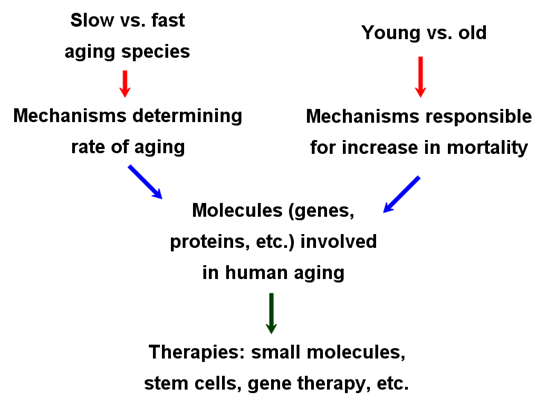 Slow vs. fast
aging species
Young vs. old
Mechanisms determining
rate of aging
Mechanisms responsible
for increase in mortality
Molecules (genes,
proteins, etc.) involved
in human aging
Therapies: small molecules,
stem cells, gene therapy, etc.